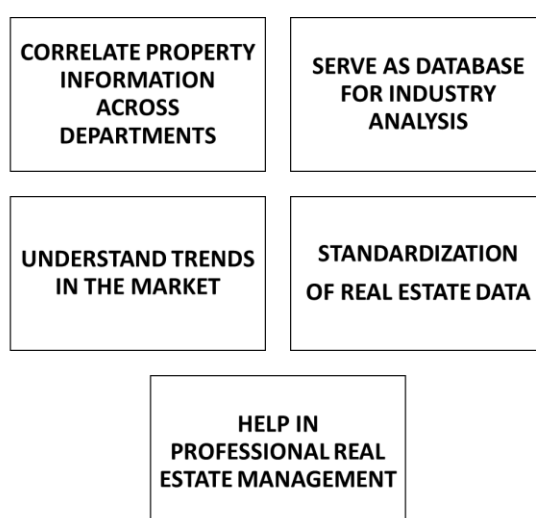 CORRELATE PROPERTY
INFORMATION
ACROSS
DEPARTMENTS
SERVE AS DATABASE
FOR INDUSTRY
ANALYSIS
UNDERSTAND TRENDS
IN THE MARKET
STANDARDIZATION
OF REAL ESTATE DATA
HELP IN
PROFESSIONAL REAL
ESTATE MANAGEMENT